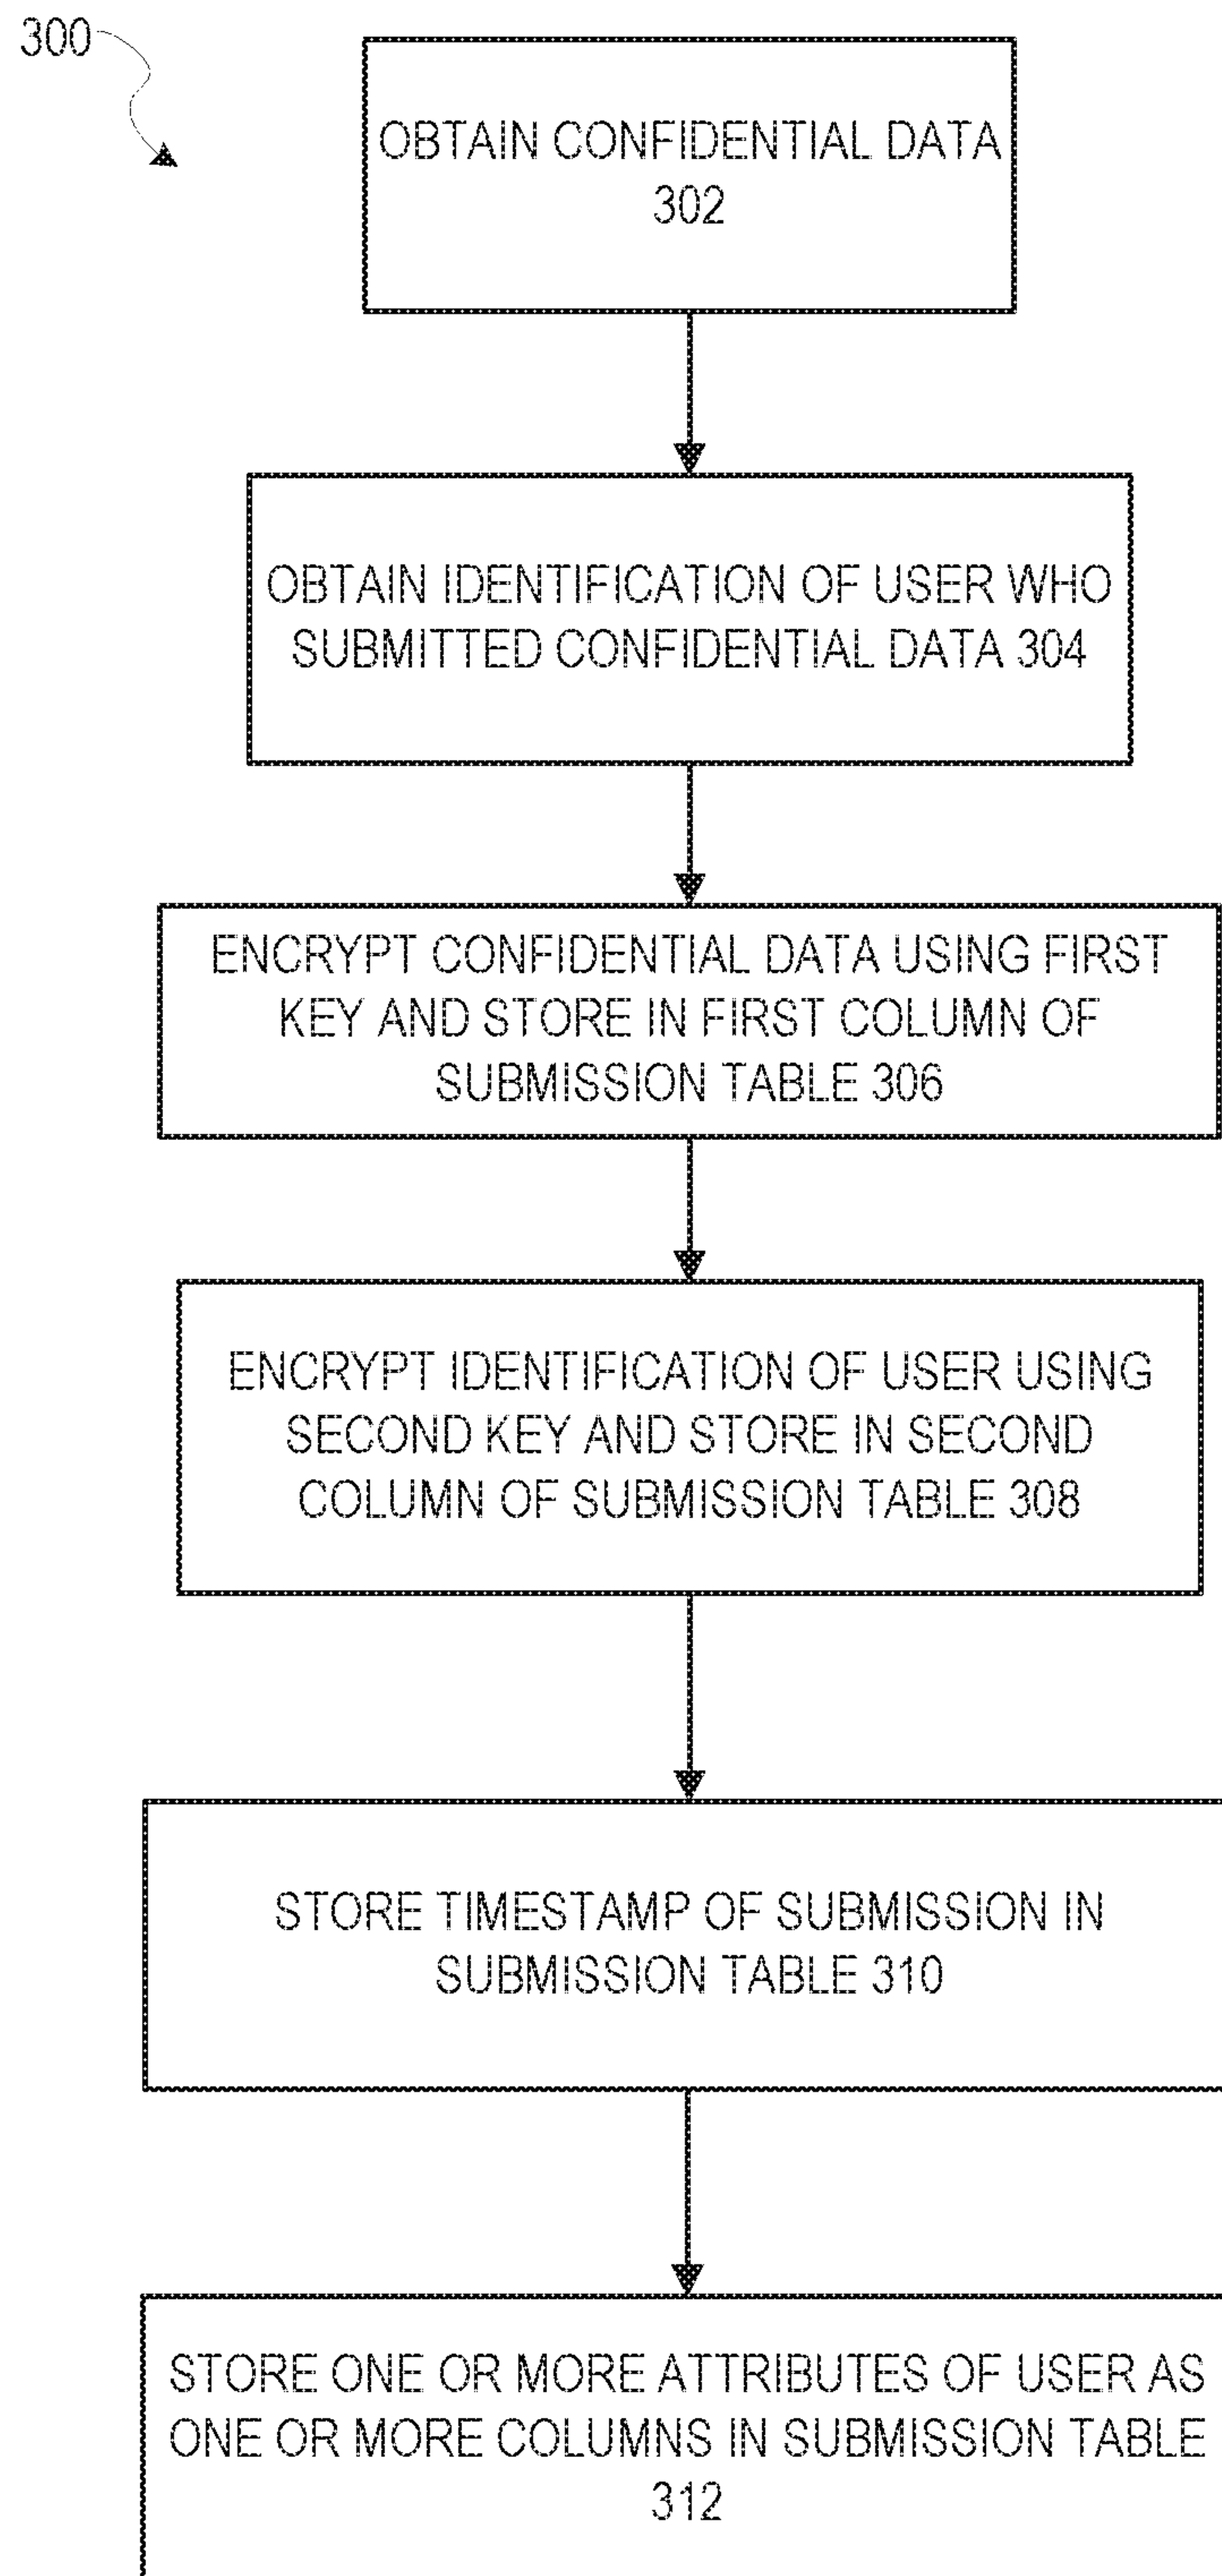 300
OBTAIN CONFIDENTIAL DATA
302
OBTAIN IDENTIFICATION OF USER WHO
SUBMITTED CONFIDENTIAL DATA 304
ENCRYPT CONFIDENTIAL DATA USING FIRST
KEY AND STORE IN FIRST COLUMN OF
SUBMISSION TABLE 306
ENCRYPT IDENTIFICATION OF USER USING
SECOND KEY AND STORE IN SECOND
COLUMN OF SUBMISSION TABLE 308
STORE TIMESTAMP OF SUBMISSION IN
SUBMISSION TABLE 310
STORE ONE OR MORE ATTRIBUTES OF USER AS
ONE OR MORE COLUMNS IN SUBMISSION TABLE
312